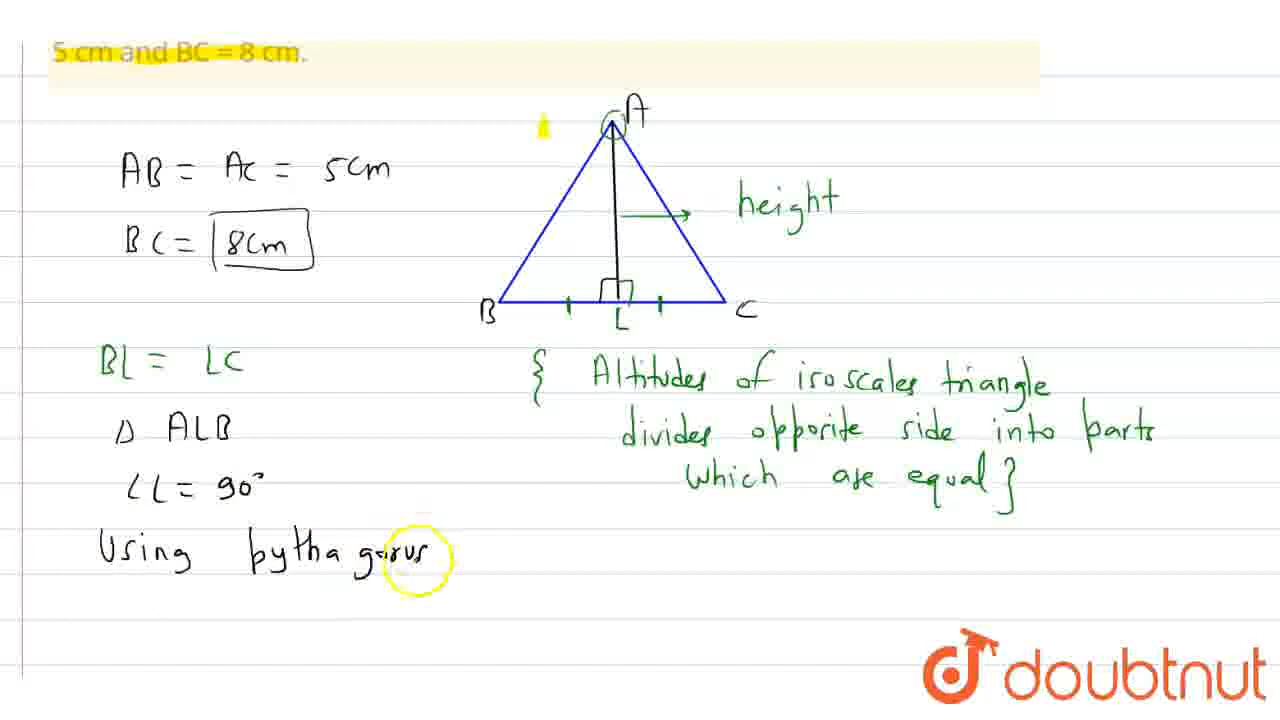 5 cm and BC = 8 cm.
A
AB = AC = 5cm
height
BC = 8cm
B
L
C
BL = LC
{ Altitudes of isoscales triangle
Δ ALB
divides opposite side into parts
which are equal}
∠L = 90°
Using pythagorus
doubtnut